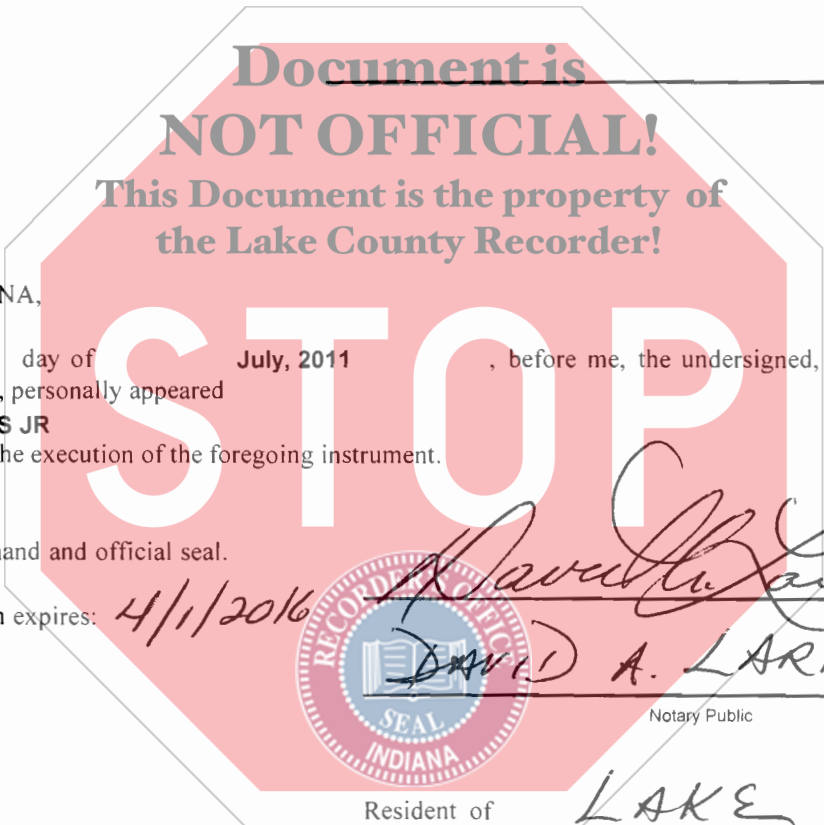 Document is
NOT OFFICIAL!
This Document is the property of
the Lake County Recorder!
NA,
STOP
day of July, 2011 , before me, the undersigned,
, personally appeared
S JR
he execution of the foregoing instrument.
and and official seal.
expires: 4/1/2016
RECORDER'S OFFICE
DAVID A. LAR
SEAL
Notary Public
INDIANA
Resident of LAKE